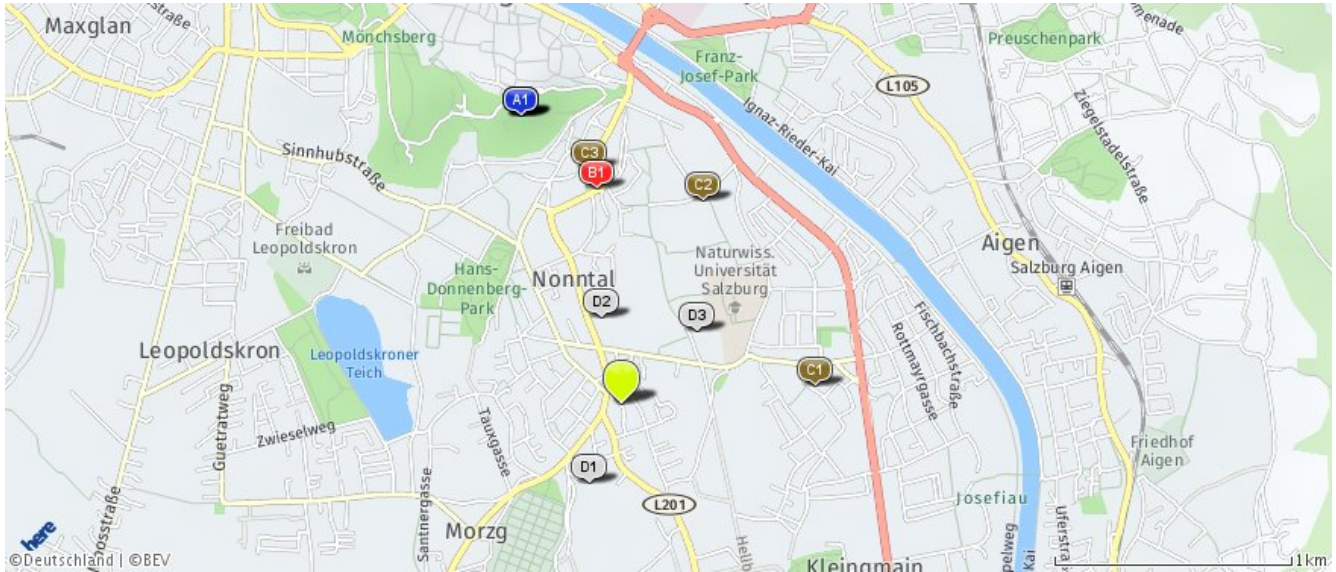 Maxglan
Mönchsberg
Franz-
Josef-Park
Preuschenpark
L105
A1
Ignaz-Rieder-Kai
Ziegelstadelstraße
Sinnhubstraße
C3
B1
C2
Freibad
Leopoldskron
Hans-
Donnenberg-
Park
Nonntal
Naturwiss.
Universität
Salzburg
Aigen
Salzburg Aigen
D2
D3
Fischbachstraße
Rottmayrgasse
Leopoldskron
Leopoldskroner
Teich
C1
Guetratweg
Zwieselweg
Tauxgasse
Friedhof
Aigen
D1
Santnergasse
L201
Josefiau
Morzg
Kleingmain
Kai
here
©Deutschland | ©BEV
1km